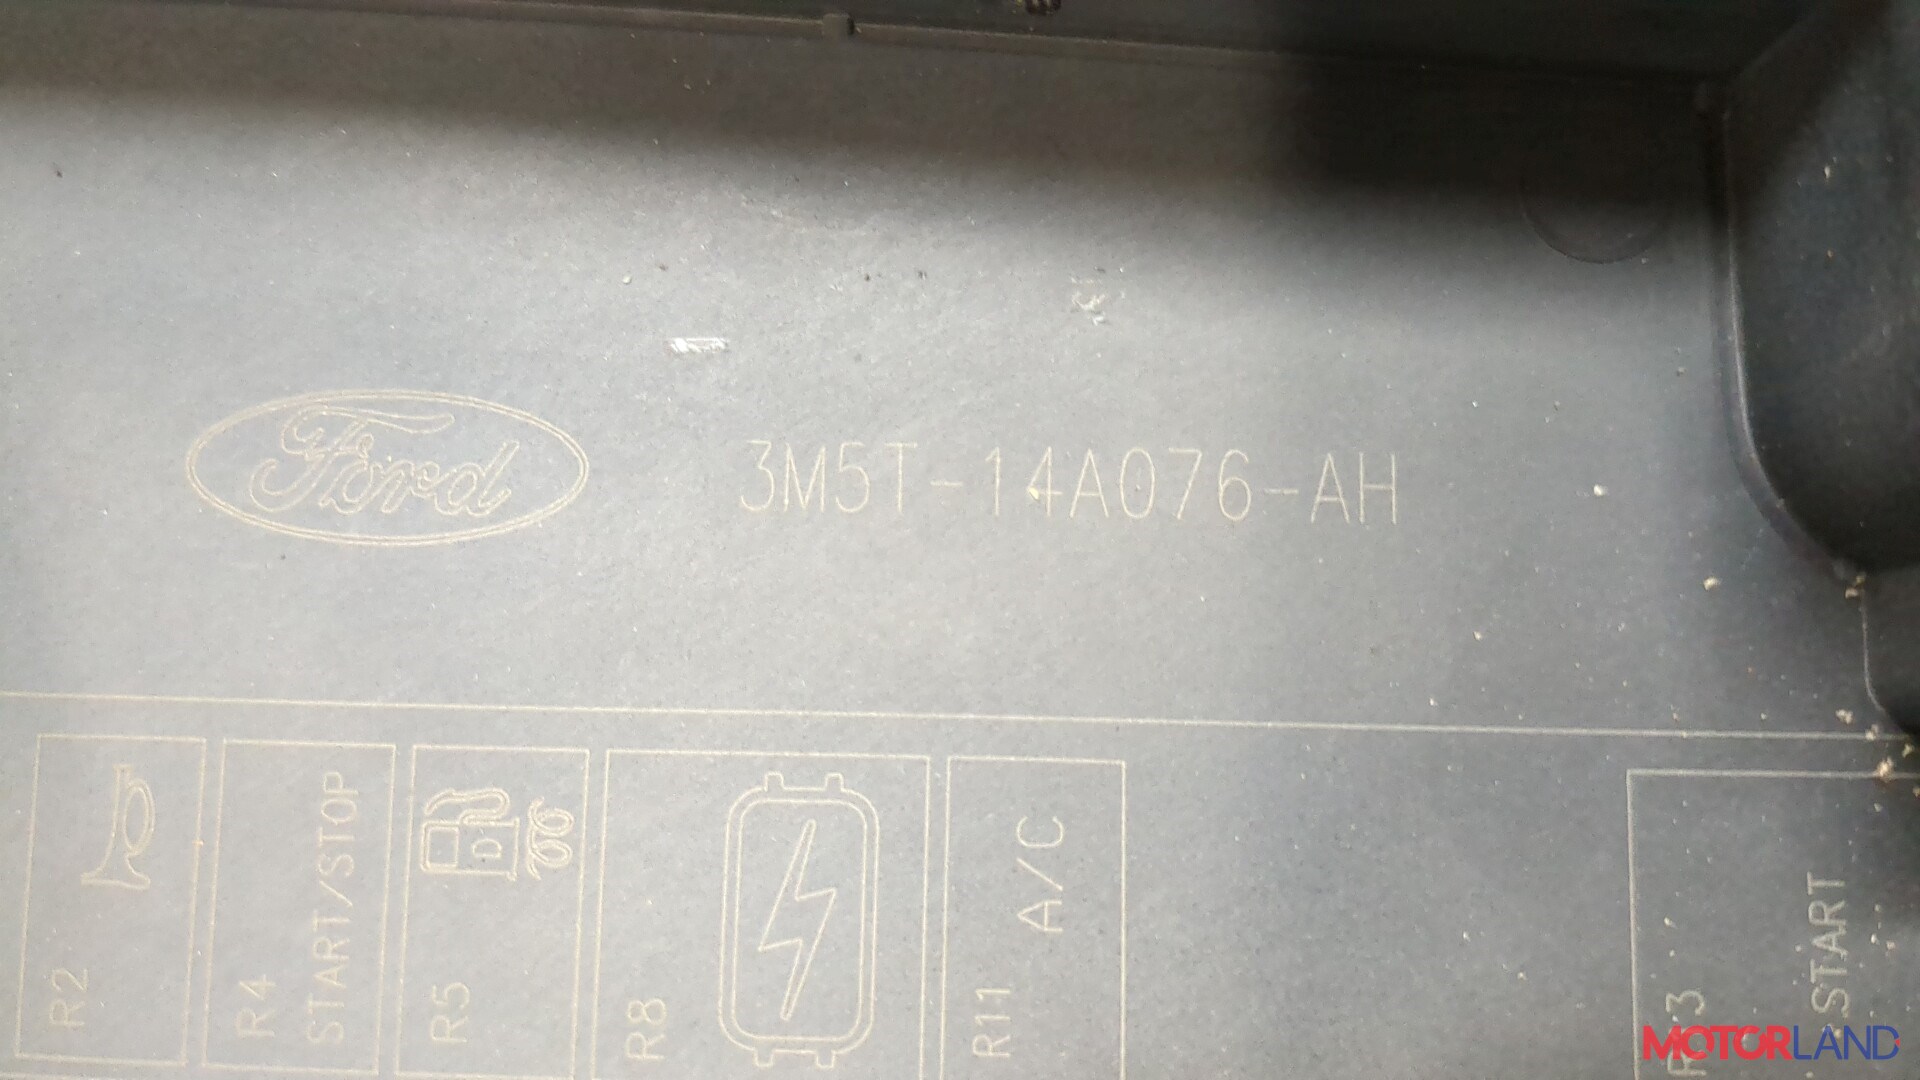 Ford
3M5T-14A076-AH
R2
R4
START/STOP
R5
D
R8
R11
A/C
START
MOTORLAND